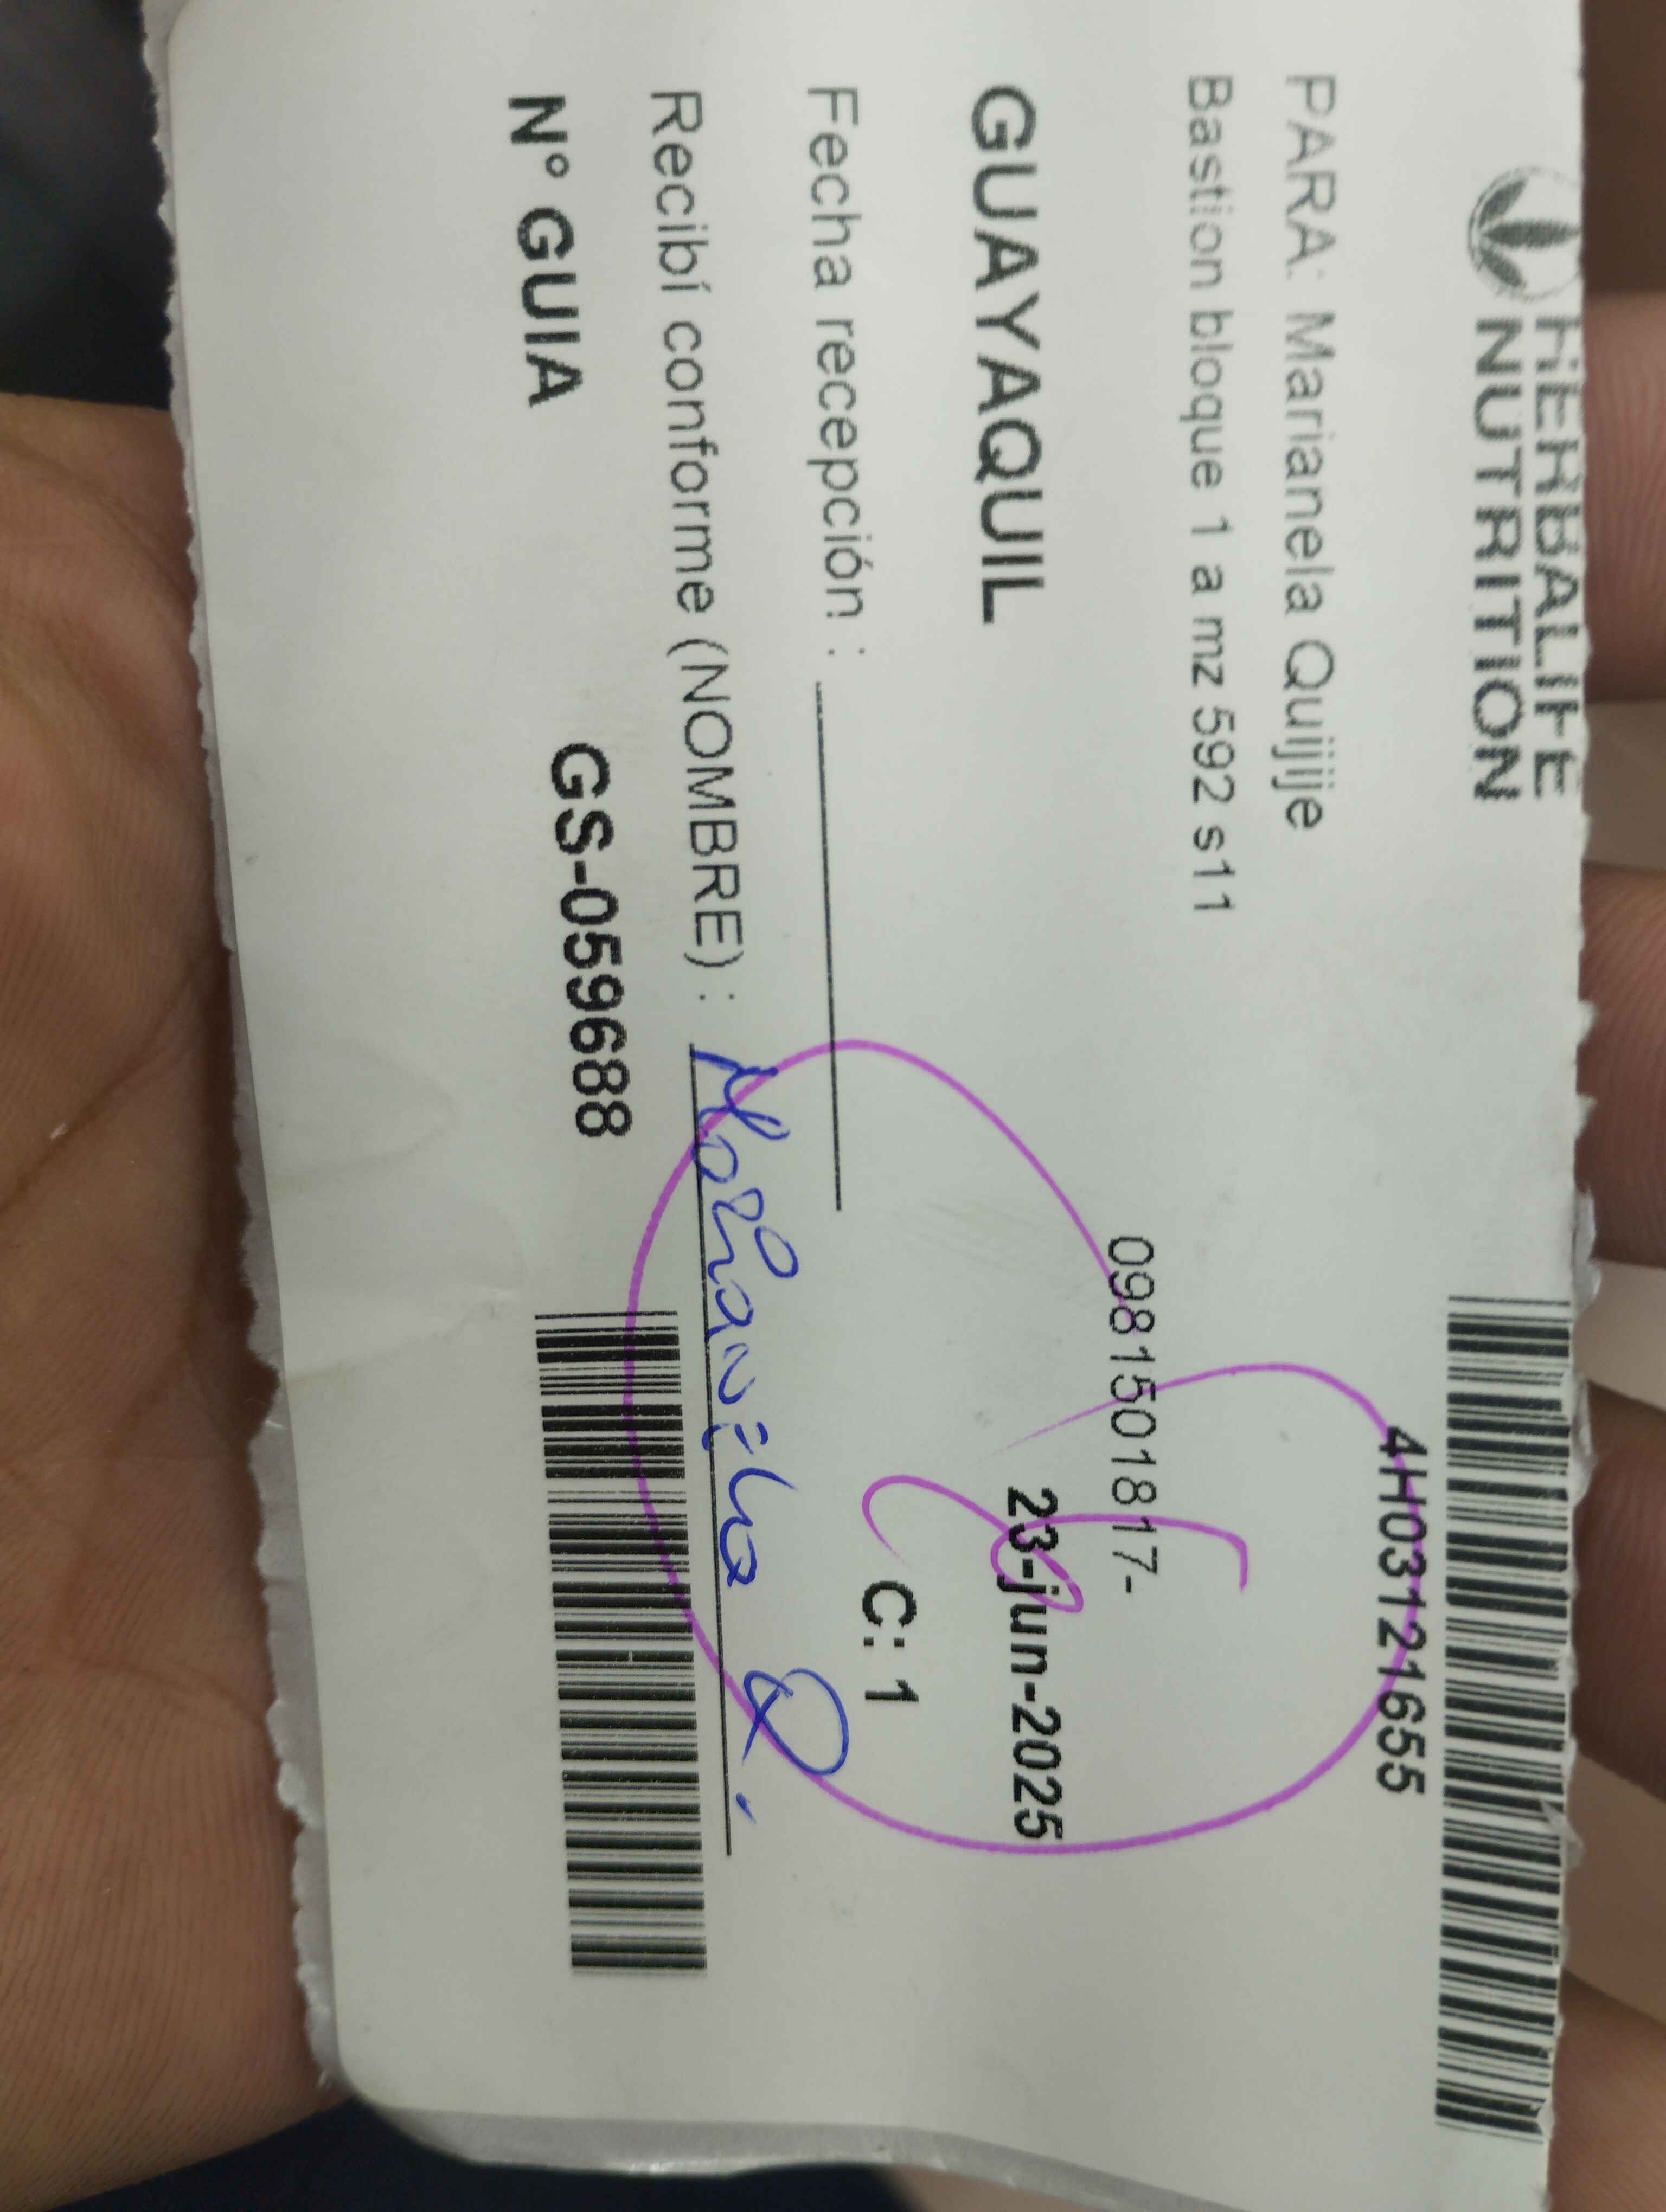 HERBALIFE
NUTRITION
4H03121655
PARA: Marianela Quijije
Bastion bloque 1 a mz 592 s11
0981501817-
GUAYAQUIL
23-jun-2025
Fecha recepción :
C: 1
Recibí conforme (NOMBRE) : Marianela Q.
N° GUIA GS-059688